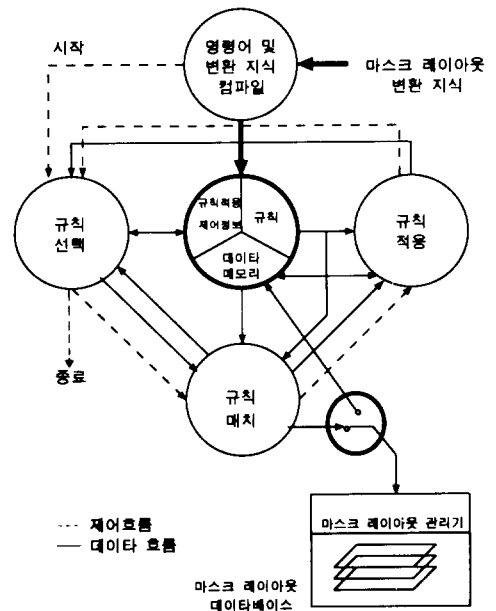 시작
명령어 및
변환 지식
컴파일
마스크 레이아웃
변환 지식
규칙
선택
규칙적용
제어정보
규칙
데이타
메모리
규칙
적용
종료
규칙
매치
제어흐름
데이타 흐름
마스크 레이아웃 관리기
마스크 레이아웃
데이타베이스